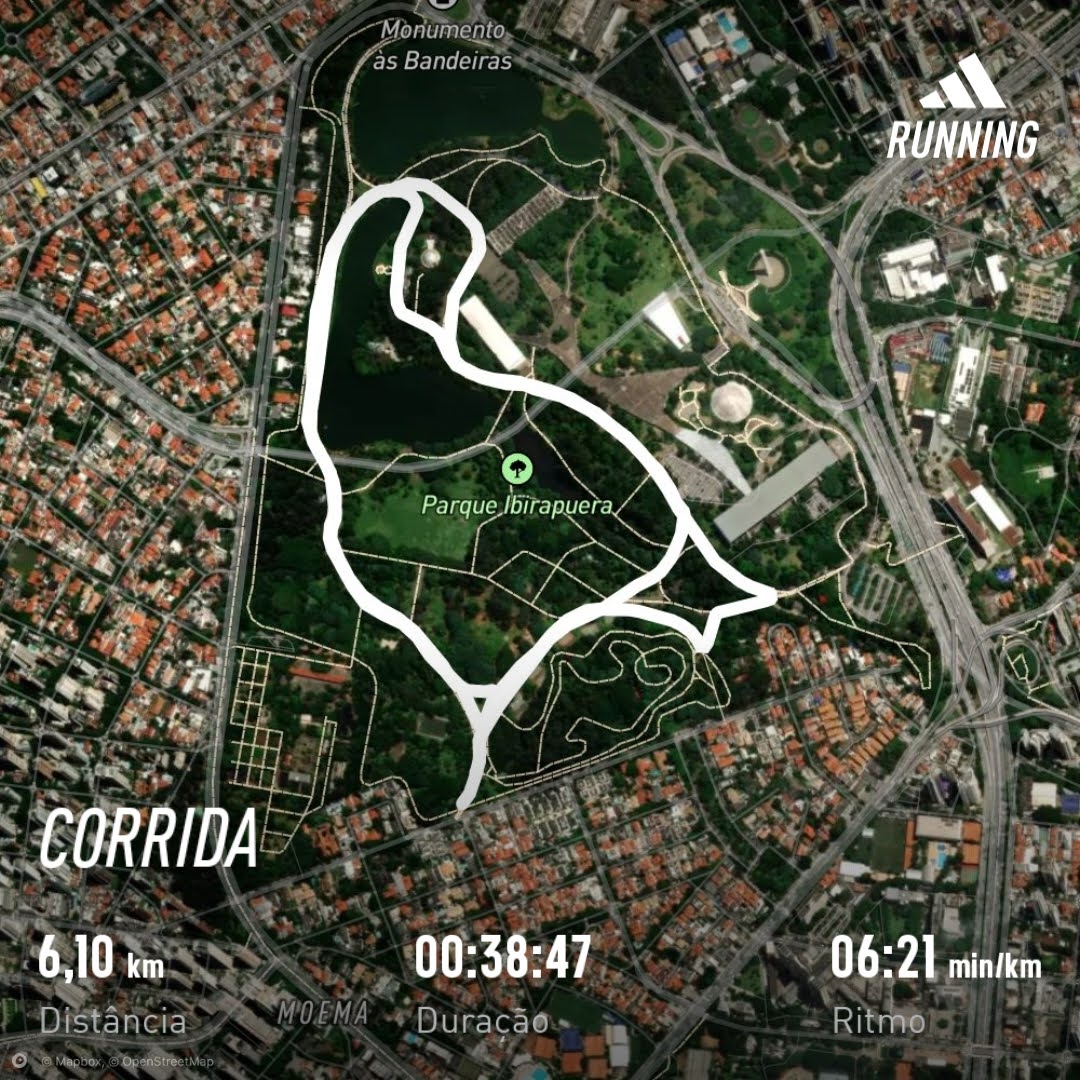 Monumento
às Bandeiras
RUNNING
Parque Ibirapuera
CORRIDA
6,10 km
00:38:47
06:21 min/km
Distância
MOEMA
Duração
Ritmo
© Mapbox, © OpenStreetMap